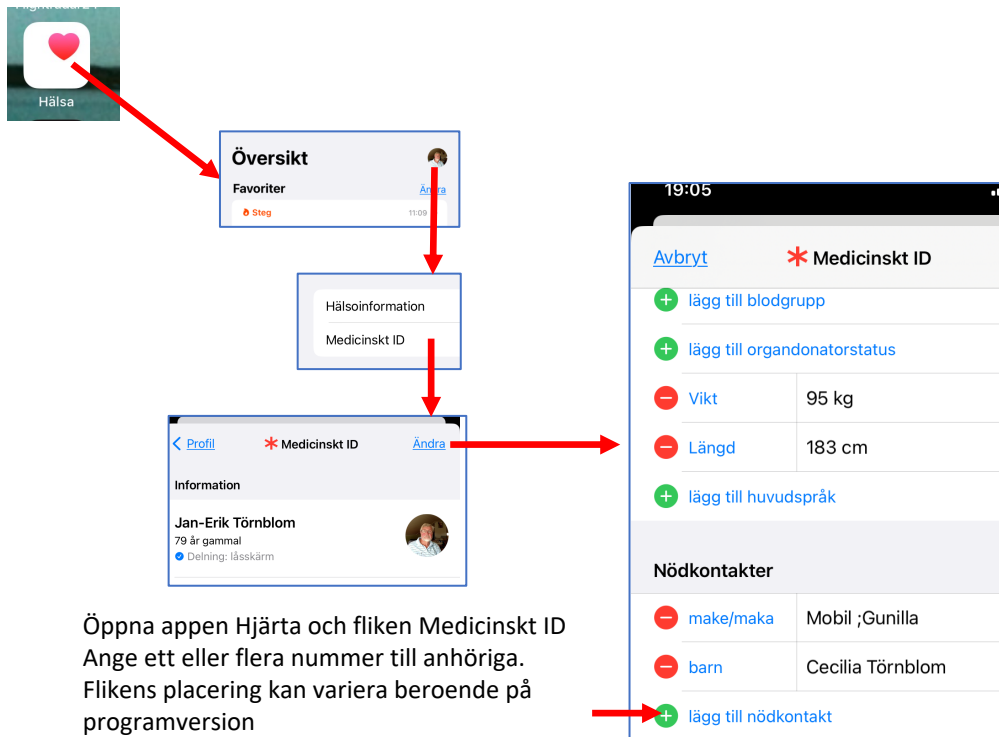 Hälsa
Översikt
Favoriter
Ändra
Steg
11:09
Hälsoinformation
Medicinskt ID
Profil
Medicinskt ID
Ändra
Information
Jan-Erik Törnblom
79 år gammal
Delning: låsskärm
Öppna appen Hjärta och fliken Medicinskt ID
Ange ett eller flera nummer till anhöriga.
Flikens placering kan variera beroende på
programversion
19:05
Avbryt
Medicinskt ID
lägg till blodgrupp
lägg till organdonatorstatus
Vikt 95 kg
Längd 183 cm
lägg till huvudspråk
Nödkontakter
make/maka Mobil ;Gunilla
barn Cecilia Törnblom
lägg till nödkontakt